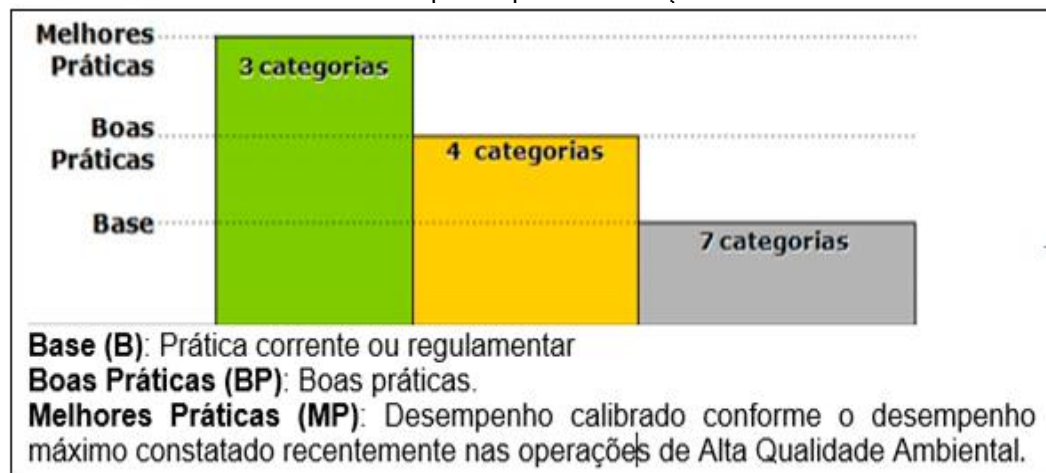 Melhores
Práticas
3 categorias
Boas
Práticas
4 categorias
Base
7 categorias
Base (B): Prática corrente ou regulamentar
Boas Práticas (BP): Boas práticas.
Melhores Práticas (MP): Desempenho calibrado conforme o desempenho
máximo constatado recentemente nas operações de Alta Qualidade Ambiental.